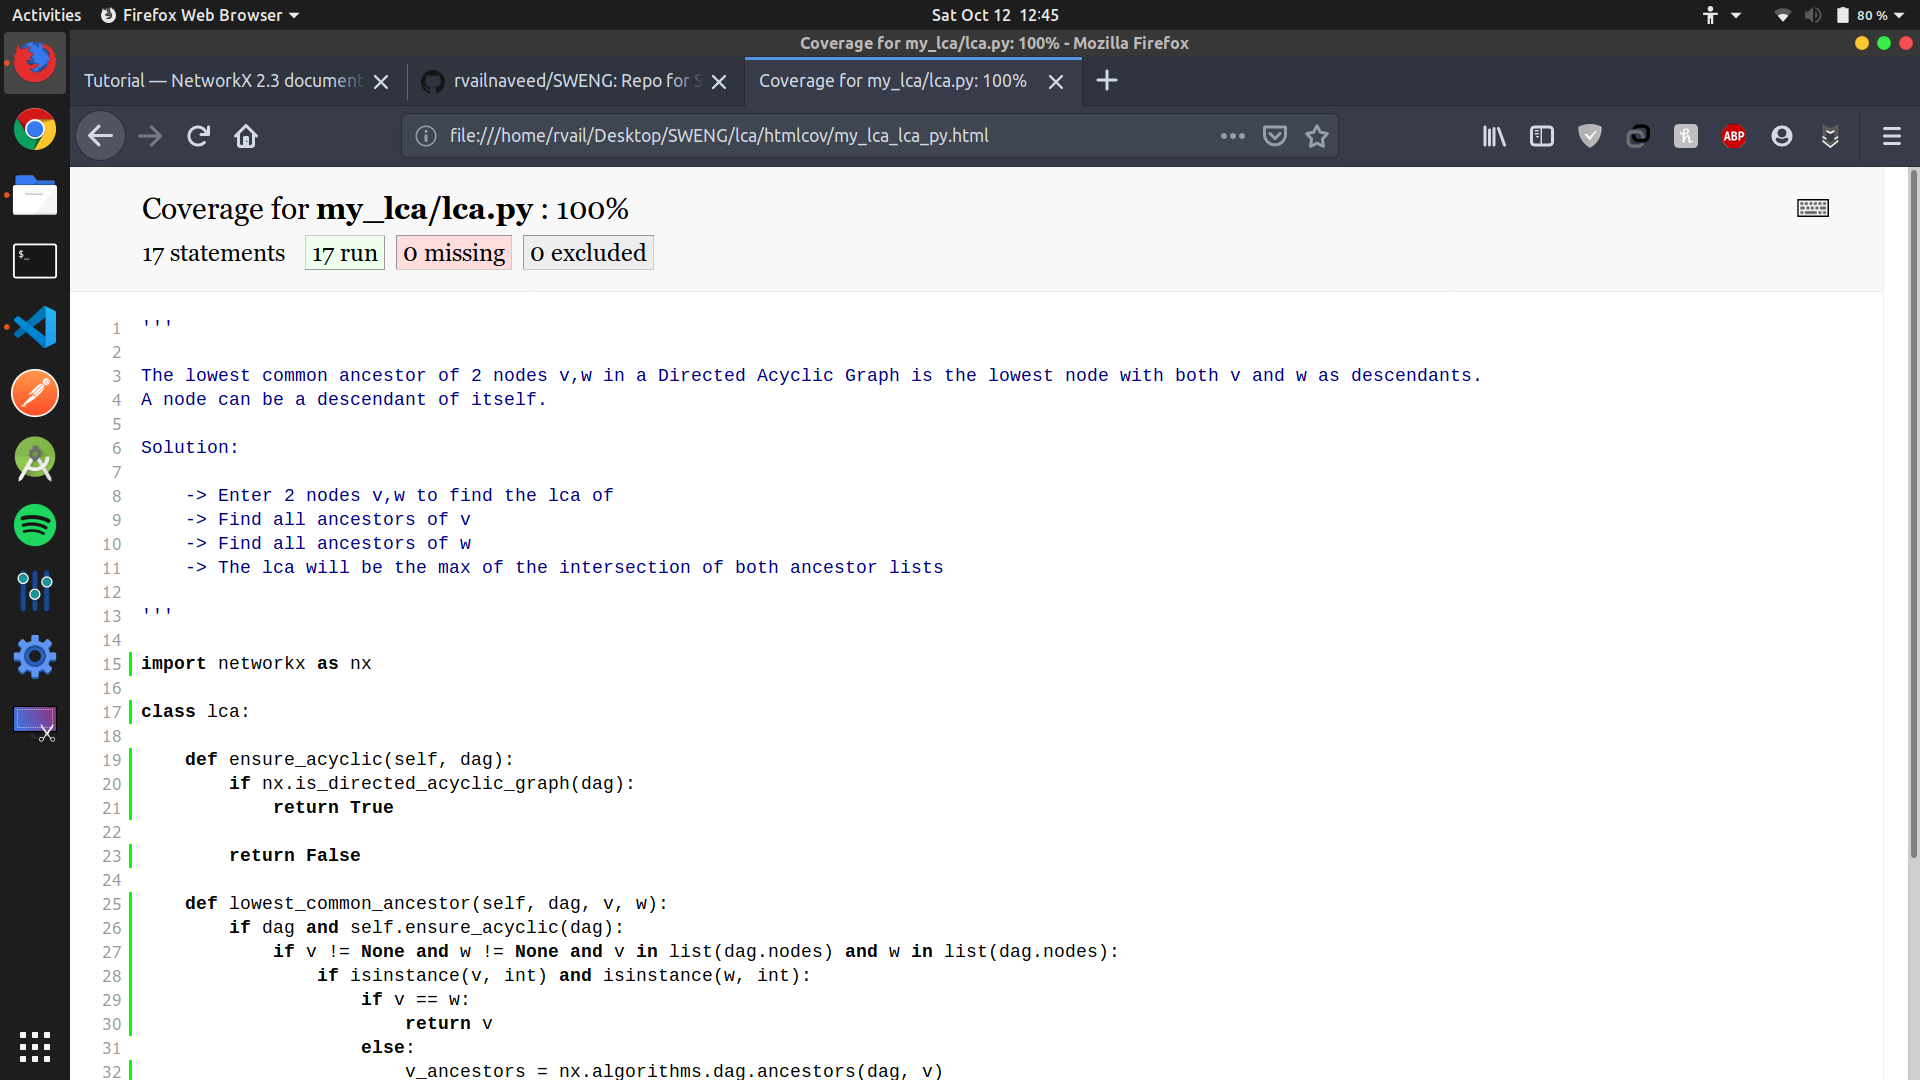 Activities
Firefox Web Browser
Sat Oct 12 12:45
80 %
Coverage for my_lca/lca.py: 100% - Mozilla Firefox
Tutorial — NetworkX 2.3 document
rvailnaveed/SWENG: Repo for S
Coverage for my_lca/lca.py: 100%
file:///home/rvail/Desktop/SWENG/lca/htmlcov/my_lca_lca_py.html
ABP
Coverage for my_lca/lca.py : 100%
17 statements 17 run 0 missing 0 excluded
1 '''
2
3 The lowest common ancestor of 2 nodes v,w in a Directed Acyclic Graph is the lowest node with both v and w as descendants.
4 A node can be a descendant of itself.
5
6 Solution:
7
8     -> Enter 2 nodes v,w to find the lca of
9     -> Find all ancestors of v
10     -> Find all ancestors of w
11     -> The lca will be the max of the intersection of both ancestor lists
12
13 '''
14
15 import networkx as nx
16
17 class lca:
18
19     def ensure_acyclic(self, dag):
20         if nx.is_directed_acyclic_graph(dag):
21             return True
22
23         return False
24
25     def lowest_common_ancestor(self, dag, v, w):
26         if dag and self.ensure_acyclic(dag):
27             if v != None and w != None and v in list(dag.nodes) and w in list(dag.nodes):
28                 if isinstance(v, int) and isinstance(w, int):
29                     if v == w:
30                         return v
31                     else:
32                         v_ancestors = nx.algorithms.dag.ancestors(dag, v)